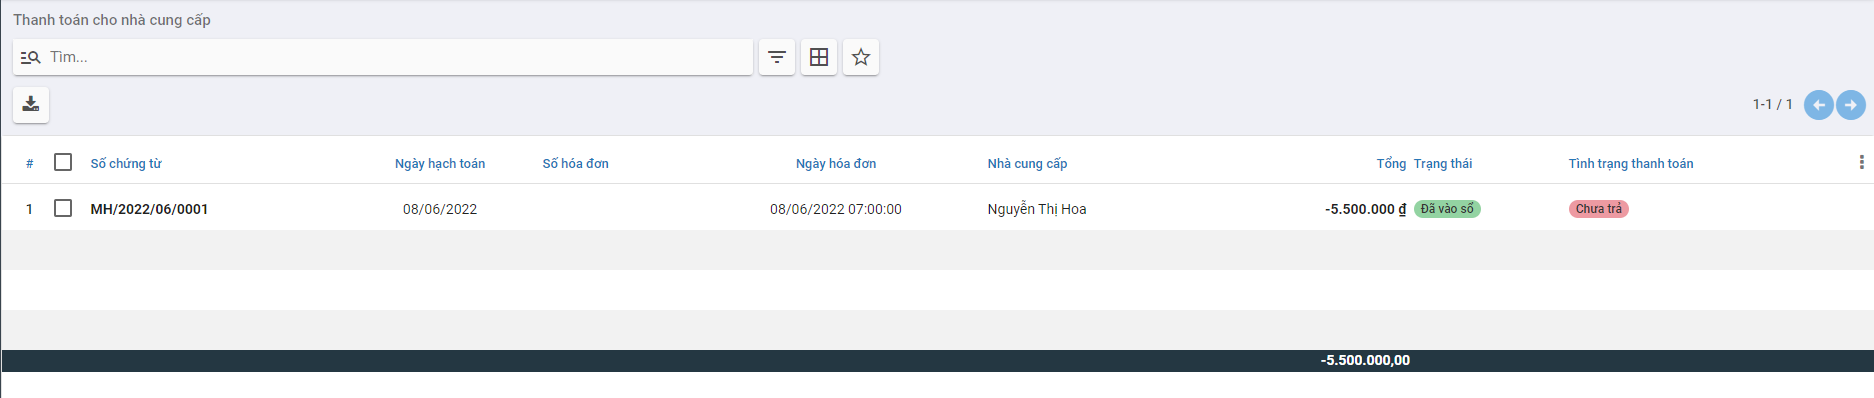 Thanh toán cho nhà cung cấp
Tìm...
1-1 / 1
# Số chứng từ Ngày hạch toán Số hóa đơn Ngày hóa đơn Nhà cung cấp Tổng Trạng thái Tình trạng thanh toán
1 MH/2022/06/0001 08/06/2022 08/06/2022 07:00:00 Nguyễn Thị Hoa -5.500.000 ₫ Đã vào sổ Chưa trả
-5.500.000,00